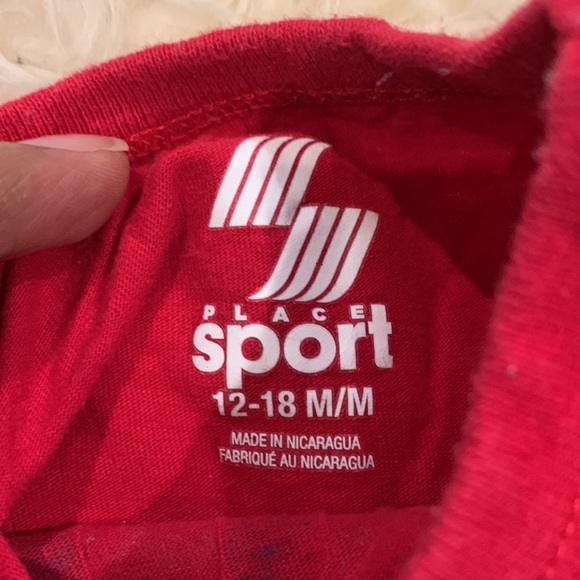 PLACE
sport
12-18 M/M
MADE IN NICARAGUA
FABRIQUÉ AU NICARAGUA